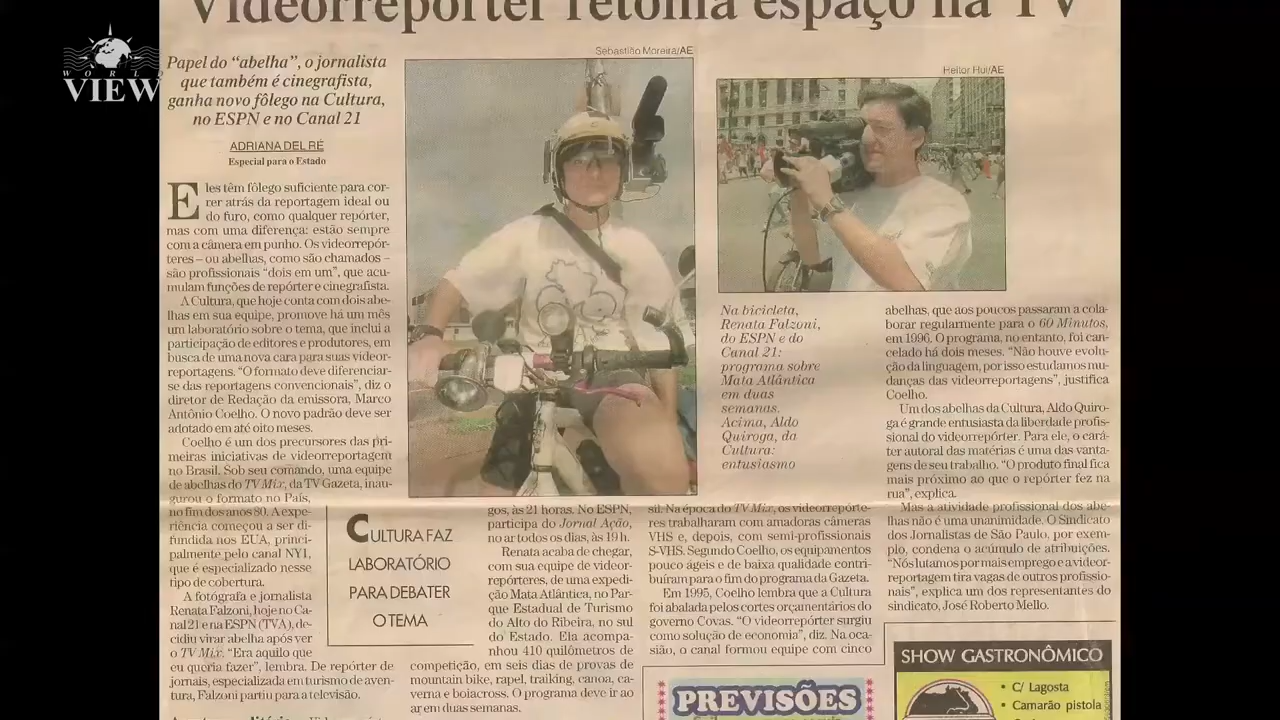 Videorrepórter retoma espaço na TV
WORLD
VIEW
Papel do “abelha”, o jornalista
que também é cinegrafista,
ganha novo fôlego na Cultura,
no ESPN e no Canal 21
ADRIANA DEL RÉ
Especial para o Estado
Eles têm fôlego suficiente para cor-
rer atrás da reportagem ideal ou
do furo, como qualquer repórter,
mas com uma diferença: estão sempre
com a câmera em punho. Os videorrepór-
teres – ou abelhas, como são chamados –
são profissionais “dois em um”, que acu-
mulam funções de repórter e cinegrafista.
A Cultura, que hoje conta com dois abe-
lhas em sua equipe, promove há um mês
um laboratório sobre o tema, que inclui a
participação de editores e produtores, em
busca de uma nova cara para suas videor-
reportagens. “O formato deve diferenciar-
se das reportagens convencionais”, diz o
diretor de Redação da emissora, Marco
Antônio Coelho. O novo padrão deve ser
adotado em até oito meses.
Coelho é um dos precursores das pri-
meiras iniciativas de videorreportagem
no Brasil. Sob seu comando, uma equipe
de abelhas do TV Mix, da TV Gazeta, inau-
gurou o formato no País,
no fim dos anos 80. A expe-
riência começou a ser di-
fundida nos EUA, princi-
palmente pelo canal NY1,
que é especializado nesse
tipo de cobertura.
A fotógrafa e jornalista
Renata Falzoni, hoje no Ca-
nal 21 e na ESPN (TVA), de-
cidiu virar abelha após ver
o TV Mix. “Era aquilo que
eu queria fazer”, lembra. De repórter de
jornais, especializada em turismo de aven-
tura, Falzoni partiu para a televisão.
CULTURA FAZ
LABORATÓRIO
PARA DEBATER
O TEMA
Sebastião Moreira/AE
gos, às 21 horas. No ESPN,
participa do Jornal Ação,
no ar todos os dias, às 19 h.
Renata acaba de chegar,
com sua equipe de videor-
repórteres, de uma expedi-
ção Mata Atlântica, no Par-
que Estadual de Turismo
do Alto do Ribeira, no sul
do Estado. Ela acompa-
nhou 410 quilômetros de
competição, em seis dias de provas de
mountain bike, rapel, traiking, canoa, ca-
verna e boiacross. O programa deve ir ao
ar em duas semanas.
Heitor Hui/AE
Na bicicleta,
Renata Falzoni,
do ESPN e do
Canal 21:
programa sobre
Mata Atlântica
em duas
semanas.
Acima, Aldo
Quiroga, da
Cultura:
entusiasmo
sil. Na época do TV Mix, os videorrepórte-
res trabalharam com amadoras câmeras
VHS e, depois, com semi-profissionais
S-VHS. Segundo Coelho, os equipamentos
pouco ágeis e de baixa qualidade contri-
buíram para o fim do programa da Gazeta.
Em 1995, Coelho lembra que a Cultura
foi abalada pelos cortes orçamentários do
governo Covas. “O videorrepórter surgiu
como solução de economia”, diz. Na oca-
sião, o canal formou equipe com cinco
abelhas, que aos poucos passaram a cola-
borar regularmente para o 60 Minutos,
em 1996. O programa, no entanto, foi can-
celado há dois meses. “Não houve evolu-
ção da linguagem, por isso estudamos mu-
danças das videorreportagens”, justifica
Coelho.
Um dos abelhas da Cultura, Aldo Quiro-
ga é grande entusiasta da liberdade profis-
sional do videorrepórter. Para ele, o cará-
ter autoral das matérias é uma das vanta-
gens de seu trabalho. “O produto final fica
mais próximo ao que o repórter fez na
rua”, explica.
Mas a atividade profissional dos abe-
lhas não é uma unanimidade. O Sindicato
dos Jornalistas de São Paulo, por exem-
plo, condena o acúmulo de atribuições.
“Nós lutamos por mais emprego e a videor-
reportagem tira vagas de outros profissio-
nais”, explica um dos representantes do
sindicato, José Roberto Mello.
PREVISÕES
SHOW GASTRONÔMICO
• C/ Lagosta
• Camarão pistola